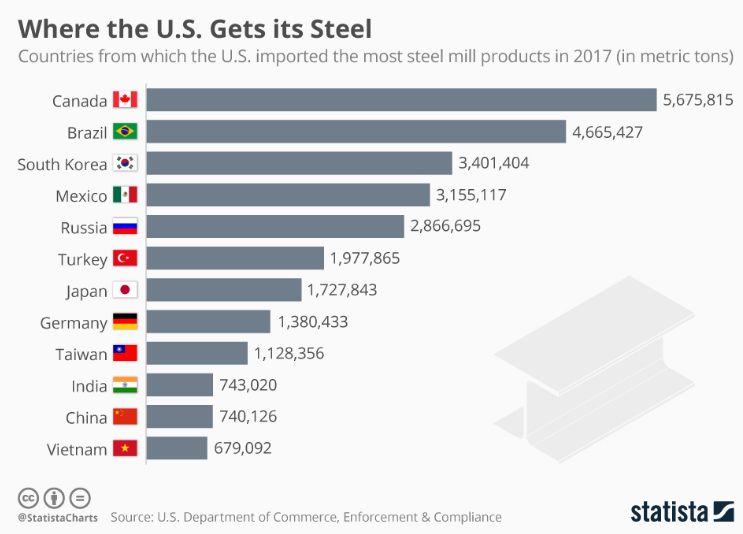 Where the U.S. Gets its Steel
Countries from which the U.S. imported the most steel mill products in 2017 (in metric tons)
Canada 5,675,815
Brazil 4,665,427
South Korea 3,401,404
Mexico 3,155,117
Russia 2,866,695
Turkey 1,977,865
Japan 1,727,843
Germany 1,380,433
Taiwan 1,128,356
India 743,020
China 740,126
Vietnam 679,092
cc
@StatistaCharts Source: U.S. Department of Commerce, Enforcement & Compliance
statista